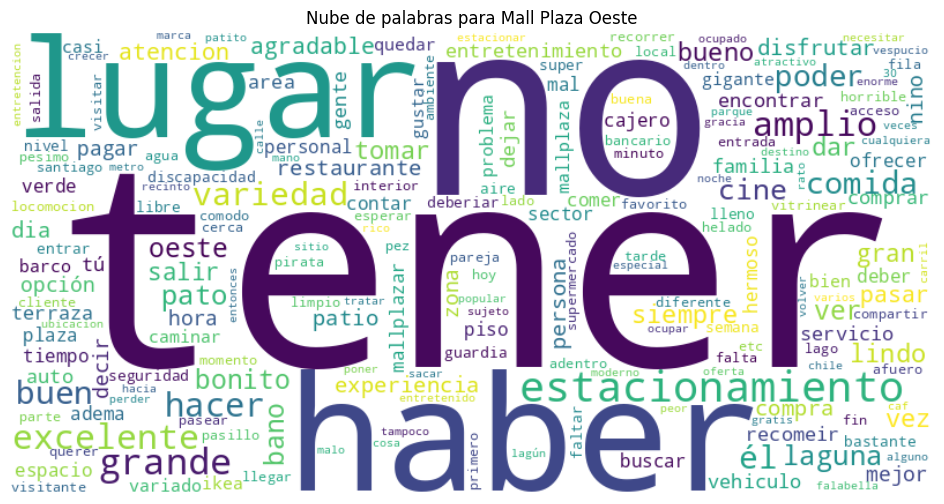 Nube de palabras para Mall Plaza Oeste
lugar no
tener
haber
casi marca patito
crecer
atencion
agradable
quedar
estacionar
recorrer
entretenimiento
local
super
mal
bueno
ocupado
disfrutar
necesitar
vespucio
atractivo
fila
dentro
30
entretencion
salida
visitar
area
gente
gustar
ambiente
gigante
poder
enorme
horrible
nino
buena
parque
encontrar
acceso
cajero
gracia
veces
amplio
nivel
pagar
calle
personal
tomar
problema
dejar
mallplaza
bancario
minuto
entrada
dar
cualquiera
pesimo
agua
santiago
metro
mano
restaurante
discapacidad
aire
familia
destino
rato
ofrecer
verde
recinto
interior
lado
favorito
cine
noche
comida
variedad
contar
comer
locomocion
libre
comodo
cerca
deberiar
esperar
rico
sector
lleno
helado
vitrinear
comprar
dia
entrar
oeste
sitio
pez
pareja
hoy
tarde
especial
gran
barco
tú
salir
pirata
zona
persona
supermercado
hermoso
bien
deber
carril
opción
pato
entonces
limpio
tratar
popular
diferente
volver
varios
pasar
cliente
ubicacion
terraza
hora
patio
mallplazar
sujeto
siempre
ocupar
semana
ver
compartir
plaza
caminar
piso
guardia
etc
servicio
tiempo
decir
momento
adentro
falta
lago
afuero
chile
lindo
auto
seguridad
poner
moderno
oferta
buen
hacia
perder
bonito
experiencia
sacar
entretenido
estacionamiento
adema
hacer
parte
pasear
bano
tampoco
cosa
malo
primero
faltar
peor
compra
gratis
fin
caf
vez
excelente
querer
pasillo
lagún
buscar
él
recomeir
bastante
laguna
alguno
espacio
grande
visitante
variado
ikea
llegar
vehiculo
falabella
mejor